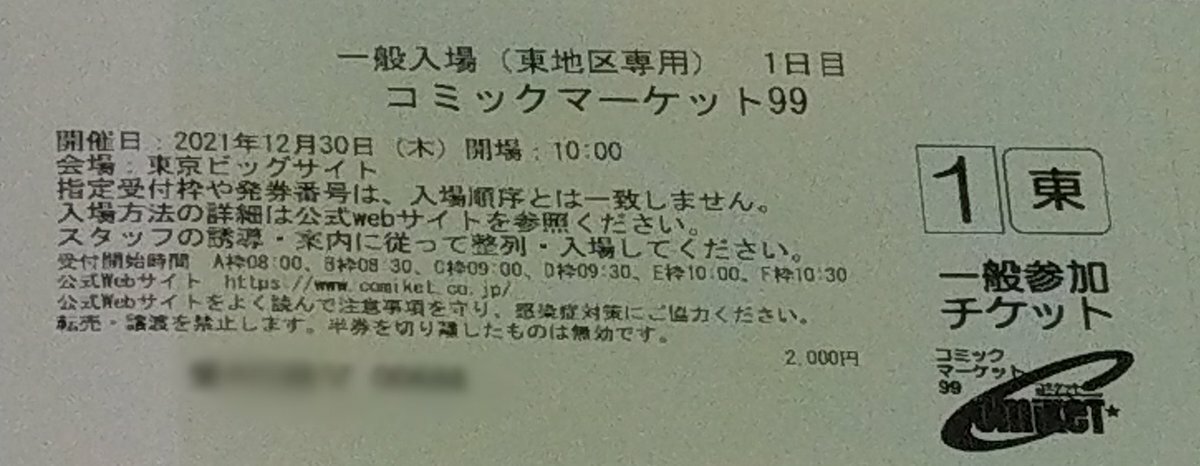 一般入場（東地区専用）　1日目
コミックマーケット99
開催日：2021年12月30日（木）開場：10:00
会場：東京ビッグサイト
指定受付枠や発券番号は、入場順序とは一致しません。
入場方法の詳細は公式webサイトを参照ください。
スタッフの誘導・案内に従って整列・入場してください。
受付開始時間　A枠08:00、B枠08:30、C枠09:00、D枠09:30、E枠10:00、F枠10:30
公式Webサイト　https://www.comiket.co.jp/
公式Webサイトをよく読んで注意事項を守り、感染症対策にご協力ください。
転売・譲渡を禁止します。半券を切り離したものは無効です。
2,000円
1 東
一般参加
チケット
コミック
マーケット
99
ComikeT